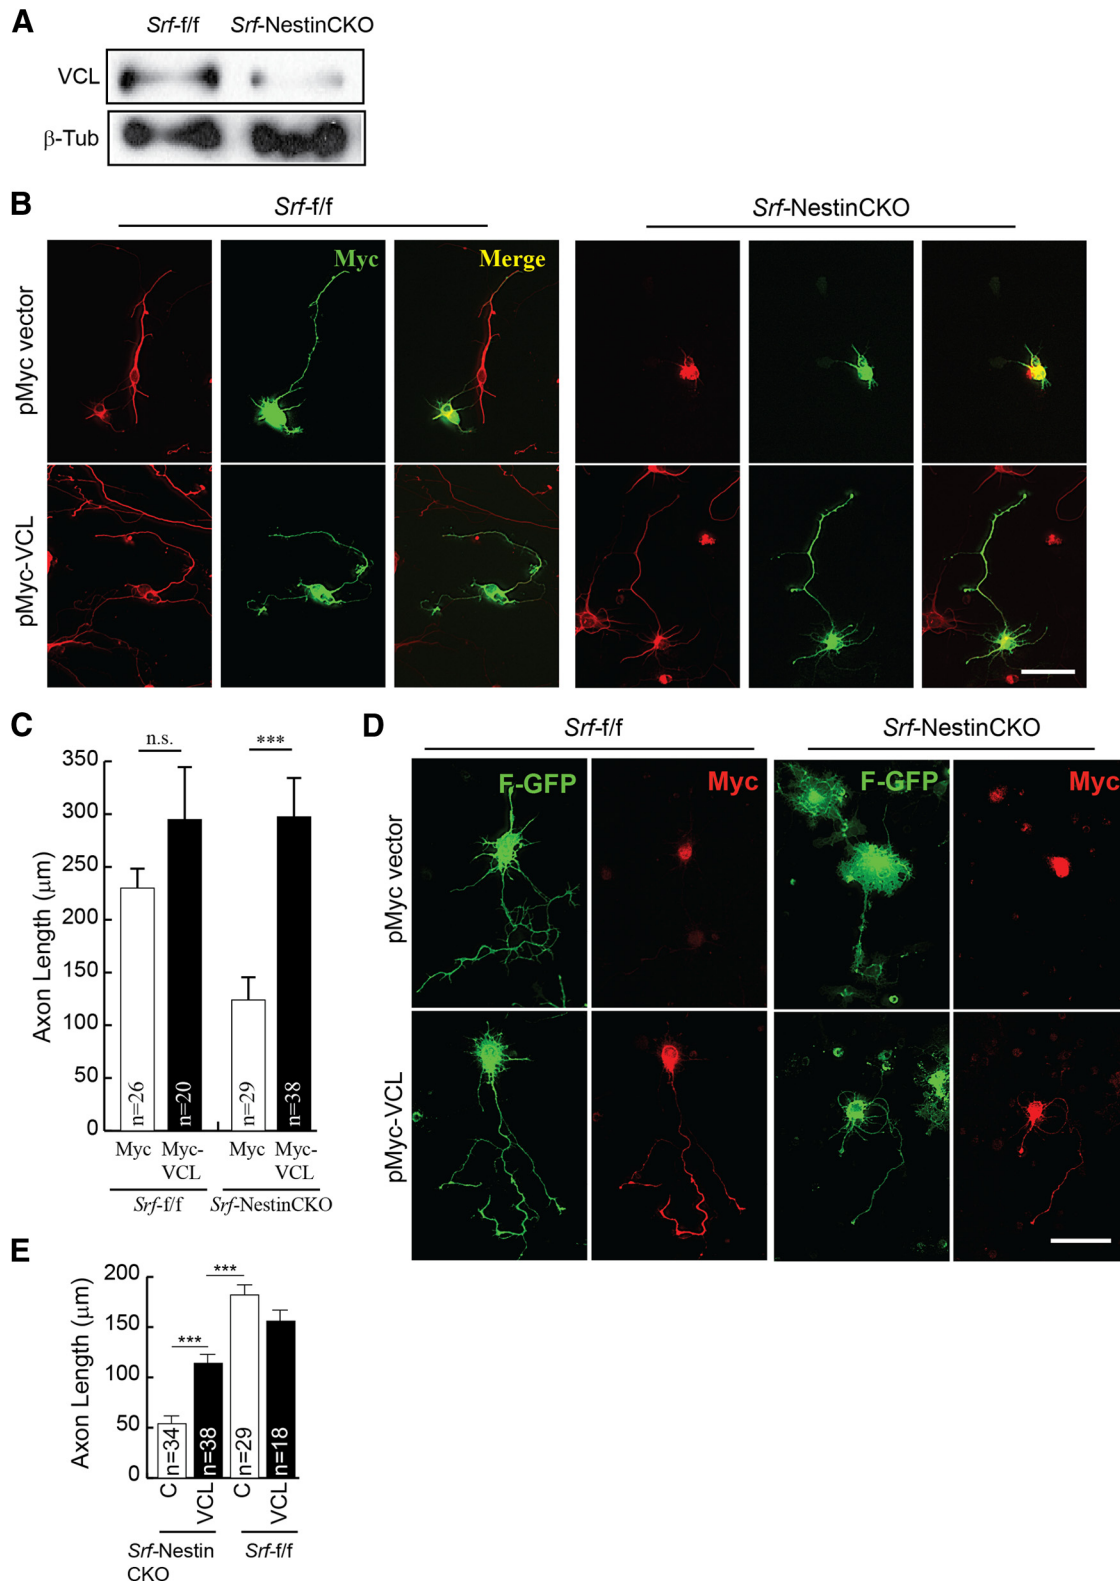 A
Srf-f/f Srf-NestinCKO
VCL
β-Tub
B
Srf-f/f
Srf-NestinCKO
pMyc vector
Myc
Merge
pMyc-VCL
C
n.s.
***
Axon Length (μm)
350
300
250
200
150
100
50
0
n=26
n=20
n=29
n=38
Myc Myc-VCL Myc Myc-VCL
Srf-f/f Srf-NestinCKO
D
Srf-f/f
Srf-NestinCKO
pMyc vector
F-GFP
Myc
F-GFP
Myc
pMyc-VCL
E
***
***
Axon Length (μm)
200
150
100
50
0
n=34
n=38
n=29
n=18
C VCL C VCL
Srf-Nestin
CKO
Srf-f/f